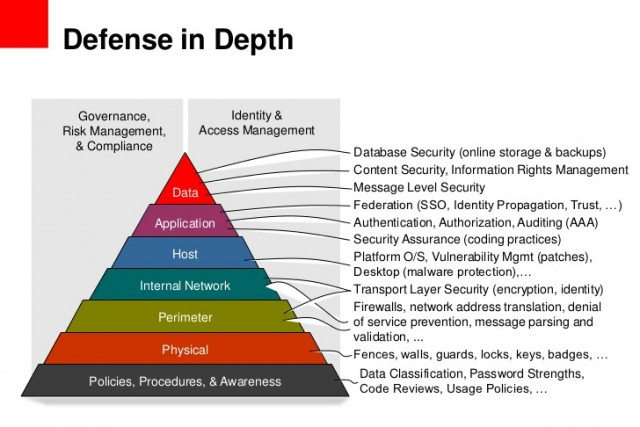 Defense in Depth
Governance,
Risk Management,
& Compliance
Identity &
Access Management
Data
Application
Host
Internal Network
Perimeter
Physical
Policies, Procedures, & Awareness
Database Security (online storage & backups)
Content Security, Information Rights Management
Message Level Security
Federation (SSO, Identity Propagation, Trust, …)
Authentication, Authorization, Auditing (AAA)
Security Assurance (coding practices)
Platform O/S, Vulnerability Mgmt (patches),
Desktop (malware protection),…
Transport Layer Security (encryption, identity)
Firewalls, network address translation, denial
of service prevention, message parsing and
validation, ...
Fences, walls, guards, locks, keys, badges, …
Data Classification, Password Strengths,
Code Reviews, Usage Policies, …